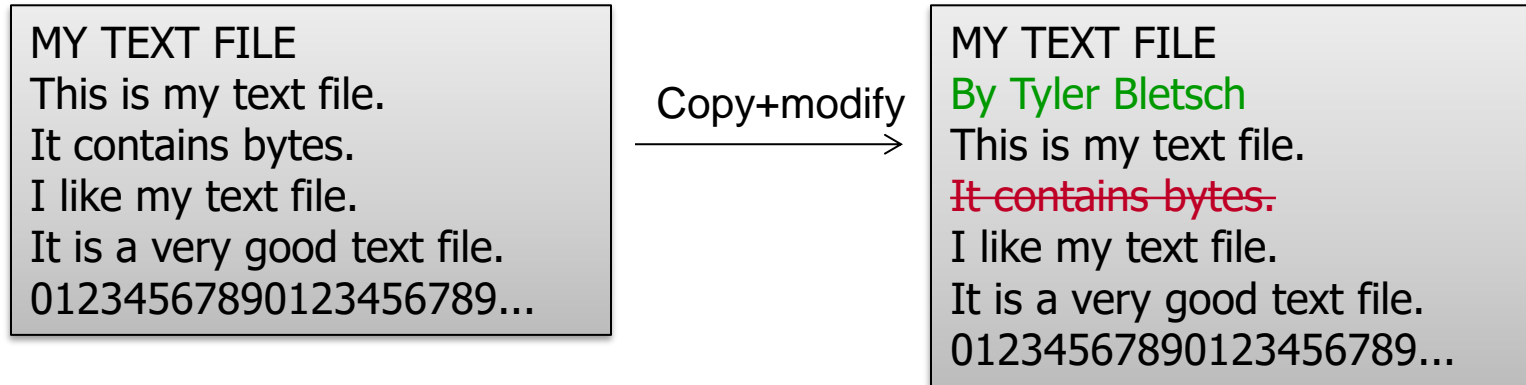 MY TEXT FILE
This is my text file.
It contains bytes.
I like my text file.
It is a very good text file.
01234567890123456789...
Copy+modify
MY TEXT FILE
By Tyler Bletsch
This is my text file.
It contains bytes.
I like my text file.
It is a very good text file.
01234567890123456789...